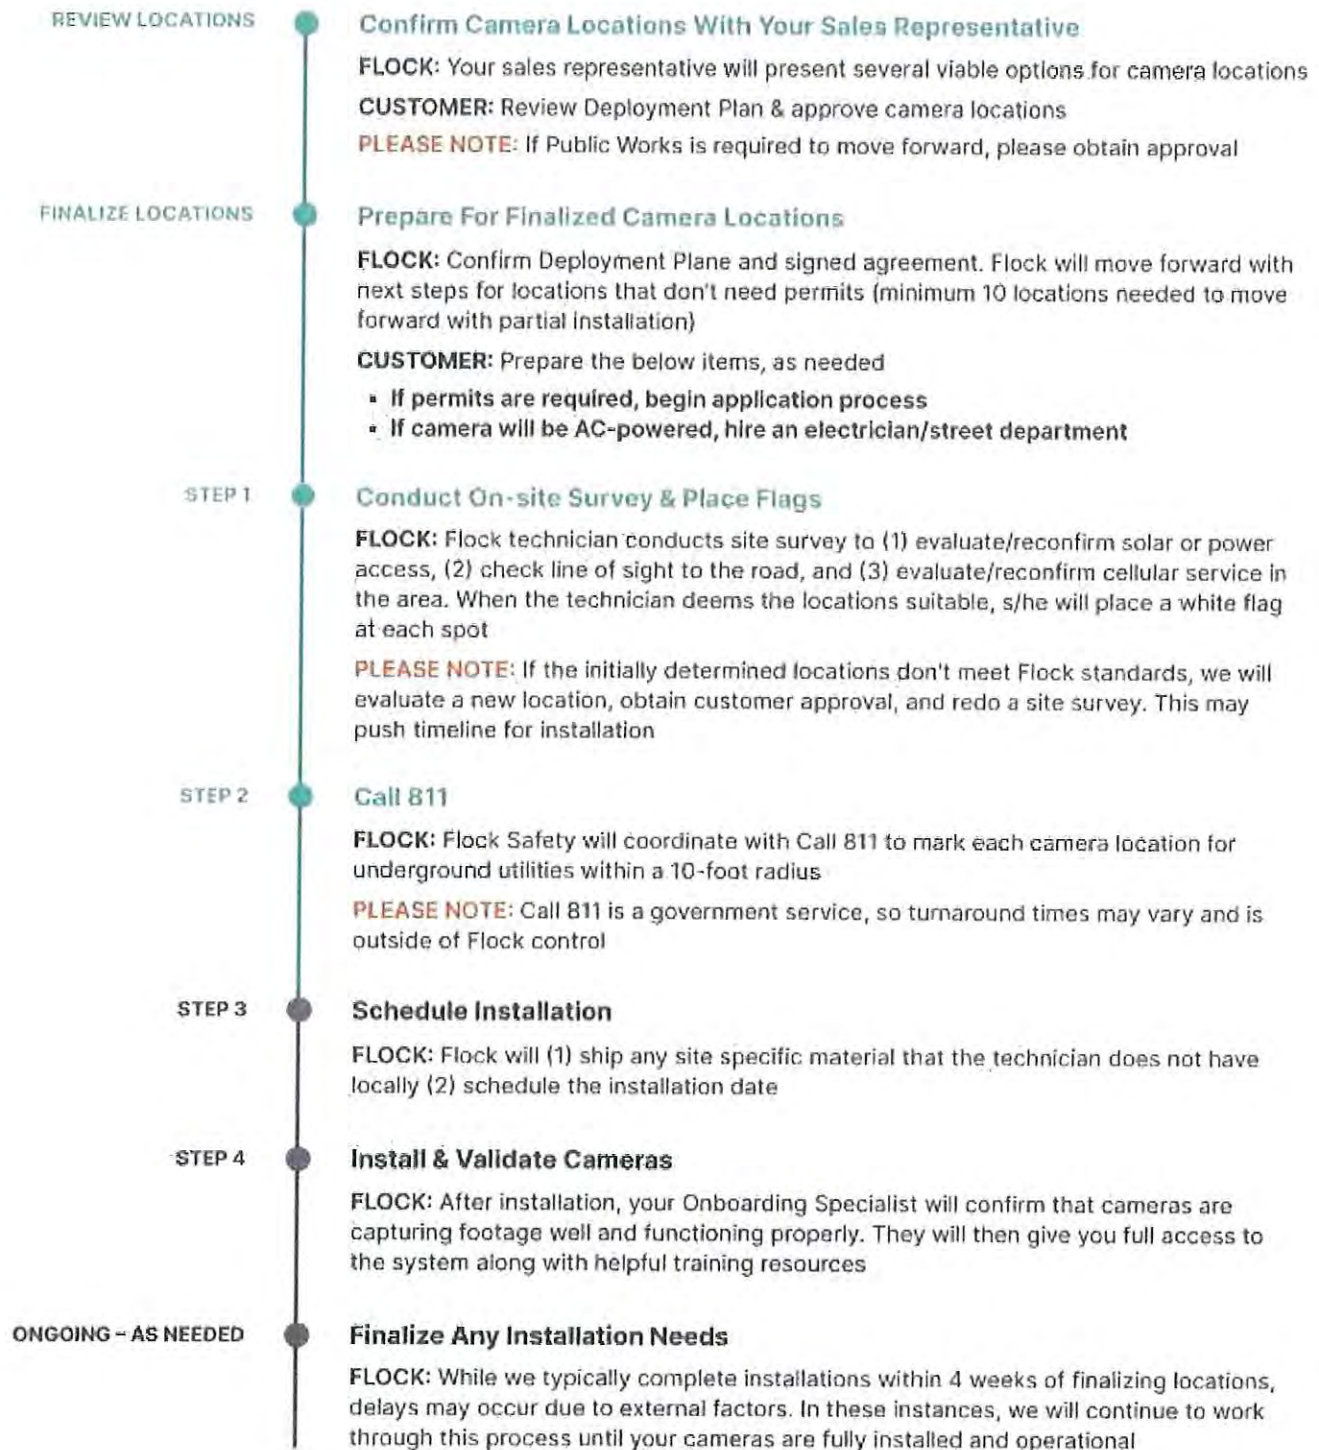 REVIEW LOCATIONS
Confirm Camera Locations With Your Sales Representative
FLOCK: Your sales representative will present several viable options for camera locations
CUSTOMER: Review Deployment Plan & approve camera locations
PLEASE NOTE: If Public Works is required to move forward, please obtain approval
FINALIZE LOCATIONS
Prepare For Finalized Camera Locations
FLOCK: Confirm Deployment Plane and signed agreement. Flock will move forward with
next steps for locations that don't need permits (minimum 10 locations needed to move
forward with partial installation)
CUSTOMER: Prepare the below items, as needed
▪ If permits are required, begin application process
▪ If camera will be AC-powered, hire an electrician/street department
STEP 1
Conduct On-site Survey & Place Flags
FLOCK: Flock technician conducts site survey to (1) evaluate/reconfirm solar or power
access, (2) check line of sight to the road, and (3) evaluate/reconfirm cellular service in
the area. When the technician deems the locations suitable, s/he will place a white flag
at each spot
PLEASE NOTE: If the initially determined locations don't meet Flock standards, we will
evaluate a new location, obtain customer approval, and redo a site survey. This may
push timeline for installation
STEP 2
Call 811
FLOCK: Flock Safety will coordinate with Call 811 to mark each camera location for
underground utilities within a 10-foot radius
PLEASE NOTE: Call 811 is a government service, so turnaround times may vary and is
outside of Flock control
STEP 3
Schedule Installation
FLOCK: Flock will (1) ship any site specific material that the technician does not have
locally (2) schedule the installation date
STEP 4
Install & Validate Cameras
FLOCK: After installation, your Onboarding Specialist will confirm that cameras are
capturing footage well and functioning properly. They will then give you full access to
the system along with helpful training resources
ONGOING – AS NEEDED
Finalize Any Installation Needs
FLOCK: While we typically complete installations within 4 weeks of finalizing locations,
delays may occur due to external factors. In these instances, we will continue to work
through this process until your cameras are fully installed and operational